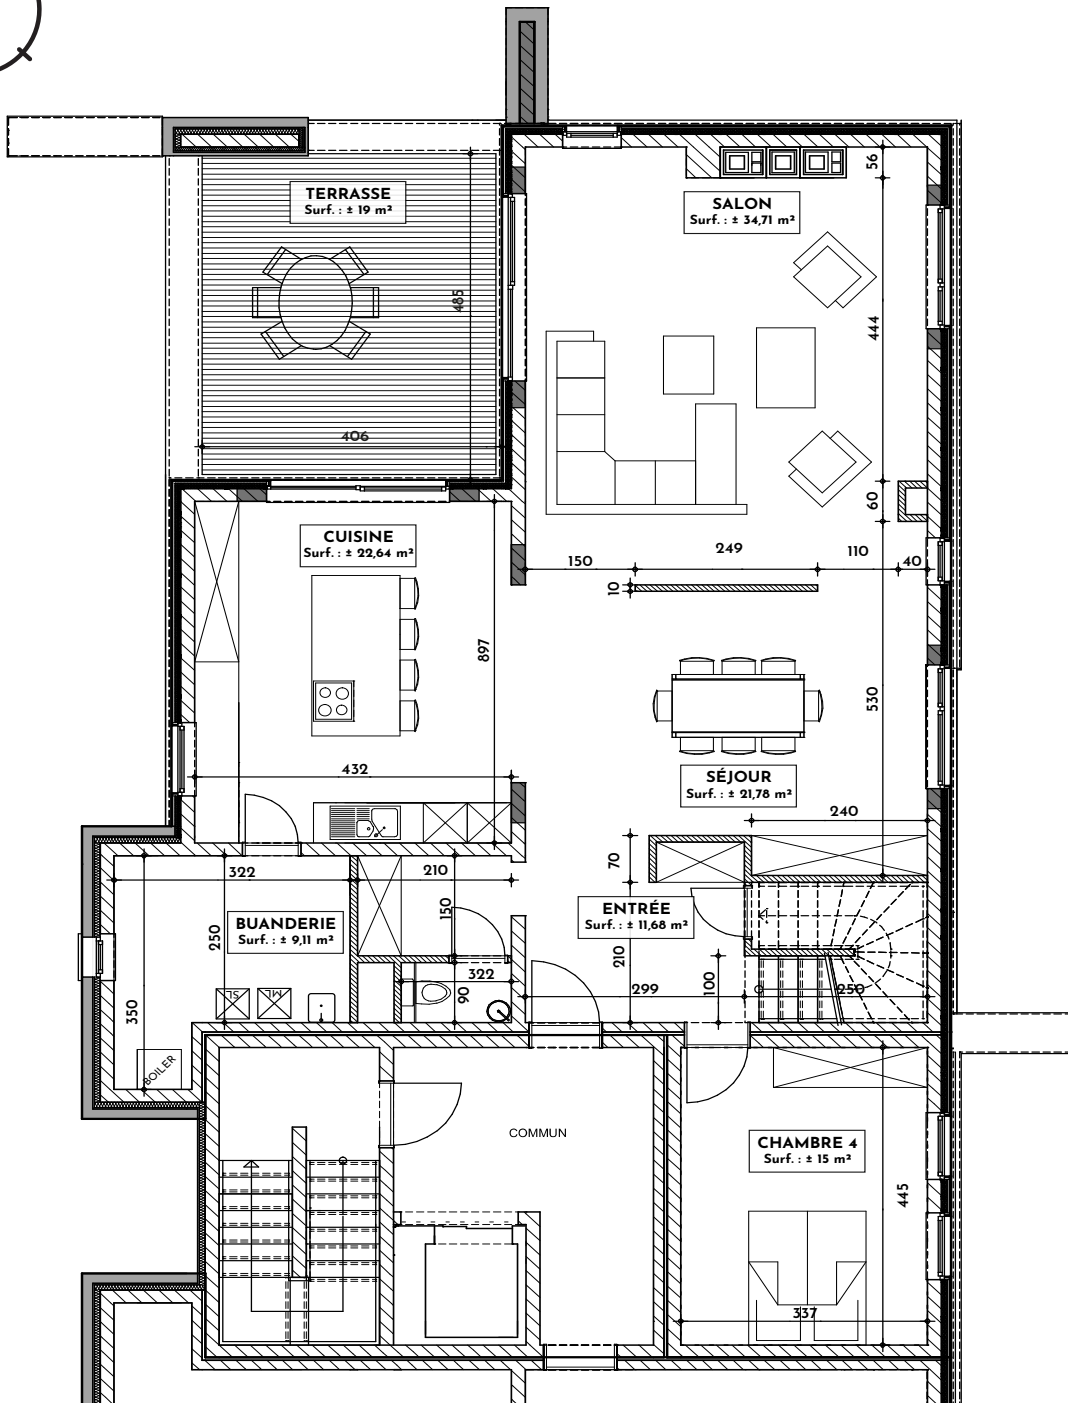 TERRASSE
Surf. : ± 19 m²
SALON
Surf. : ± 34,71 m²
56
485
444
406
CUISINE
Surf. : ± 22,64 m²
60
150
249
110
40
10
897
530
432
SÉJOUR
Surf. : ± 21,78 m²
240
70
322
210
BUANDERIE
Surf. : ± 9,11 m²
250
150
ENTRÉE
Surf. : ± 11,68 m²
210
100
322
90
299
250
350
SL
ML
BOILER
COMMUN
CHAMBRE 4
Surf. : ± 15 m²
445
337